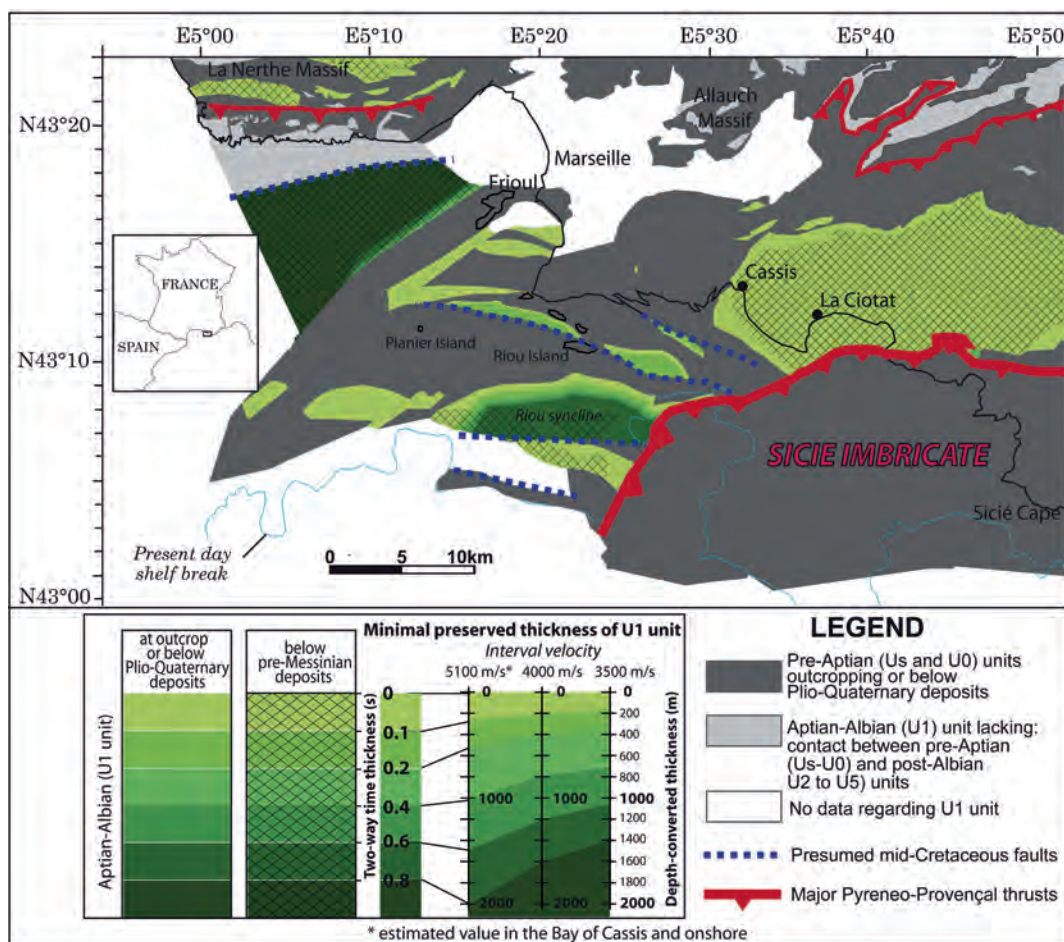 E5°00 E5°10 E5°20 E5°30 E5°40 E5°50
La Nerthe Massif
Allauch
Massif
N43°20
Marseille
Frioul
FRANCE
SPAIN
Cassis
La Ciotat
Planier Island
Riou Island
N43°10
Riou syncline
SICIE IMBRICATE
Sicié Cape
Present day
shelf break
0 5 10km
N43°00
Aptian-Albian (U1 unit)
at outcrop
or below
Plio-Quaternary
deposits
below
pre-Messinian
deposits
Minimal preserved thickness of U1 unit
Interval velocity
5100 m/s* 4000 m/s 3500 m/s
Two-way time thickness (s)
0
0.1
0.2
0.4
0.6
0.8
0 0 0
200
400
600
800
1000 1000 1000
1200
1400
1600
1800
2000 2000 2000
Depth-converted thickness (m)
* estimated value in the Bay of Cassis and onshore
LEGEND
Pre-Aptian (Us and U0) units
outcropping or below
Plio-Quaternary deposits
Aptian-Albian (U1) unit lacking;
contact between pre-Aptian
(Us-U0) and post-Albian
U2 to U5) units
No data regarding U1 unit
Presumed mid-Cretaceous faults
Major Pyreneo-Provençal thrusts